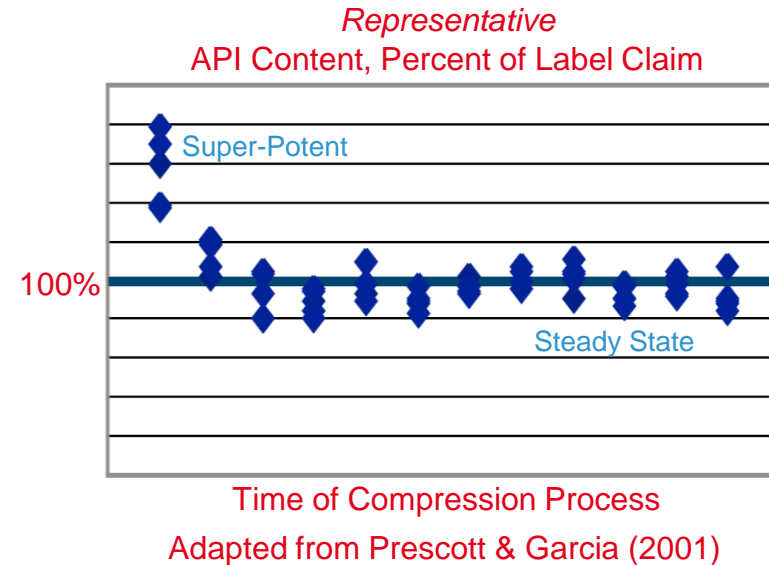 Representative
API Content, Percent of Label Claim
Super-Potent
100%
Steady State
Time of Compression Process
Adapted from Prescott & Garcia (2001)